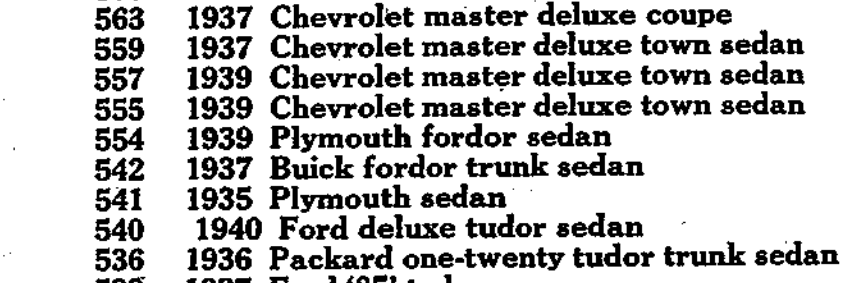 563 1937 Chevrolet master deluxe coupe
559 1937 Chevrolet master deluxe town sedan
557 1939 Chevrolet master deluxe town sedan
555 1939 Chevrolet master deluxe town sedan
554 1939 Plymouth fordor sedan
542 1937 Buick fordor trunk sedan
541 1935 Plymouth sedan
540 1940 Ford deluxe tudor sedan
536 1936 Packard one-twenty tudor trunk sedan